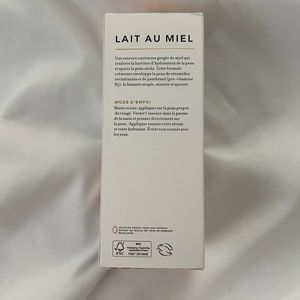 LAIT AU MIEL
Une essence onctueuse gorgée de miel qui
renforce la barrière d'hydratation de la peau
et apaise la peau sèche. Cette formule
crémeuse enveloppe la peau de céramides
revitalisants et de panthénol (pro-vitamine
B5), la laissant souple, nourrie et apaisée
MODE D'EMPLOI
Matin et soir, appliquer sur la peau propre
du visage. Verser l'essence dans la paume
de la main et presser directement sur
la peau. Appliquer ensuite votre sérum
et votre hydratant. Éviter tout contact avec
les yeux.
FSC
MIX